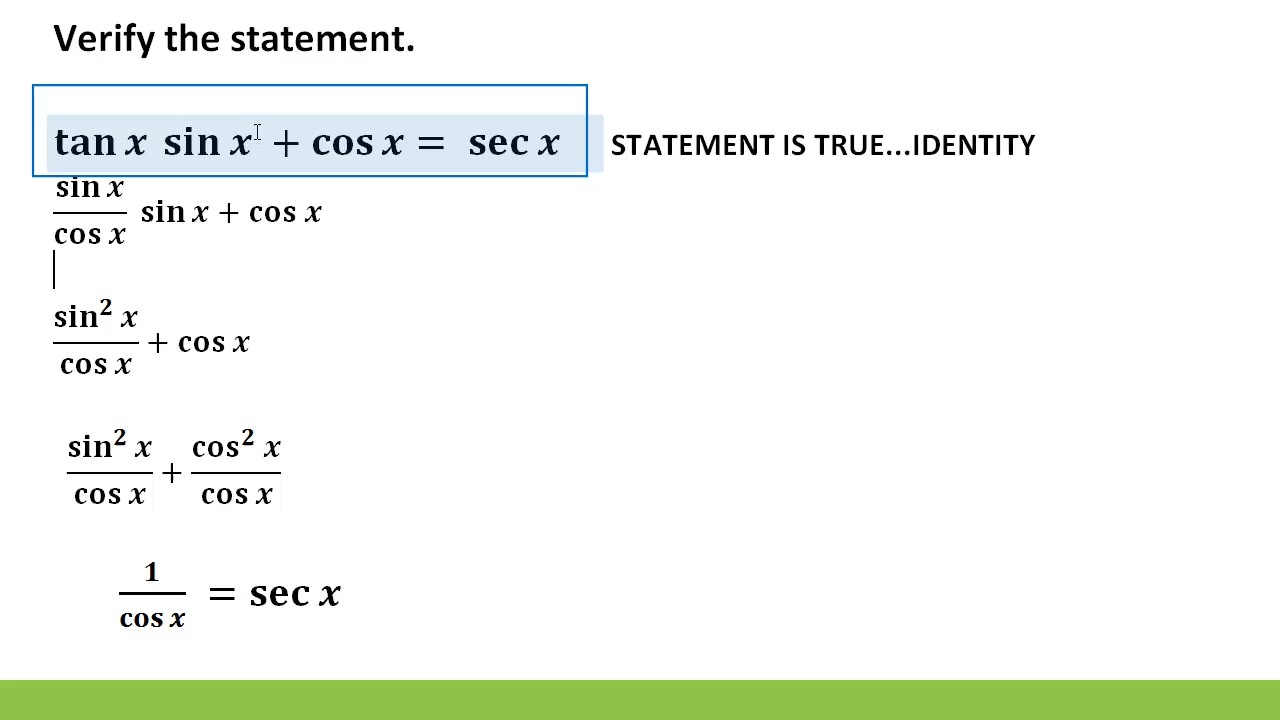 Verify the statement.
tan x sin x + cos x = sec x STATEMENT IS TRUE...IDENTITY
sin x
cos x
sin x + cos x
sin² x
cos x
+ cos x
sin² x
cos x
+
cos² x
cos x
1
cos x
= sec x